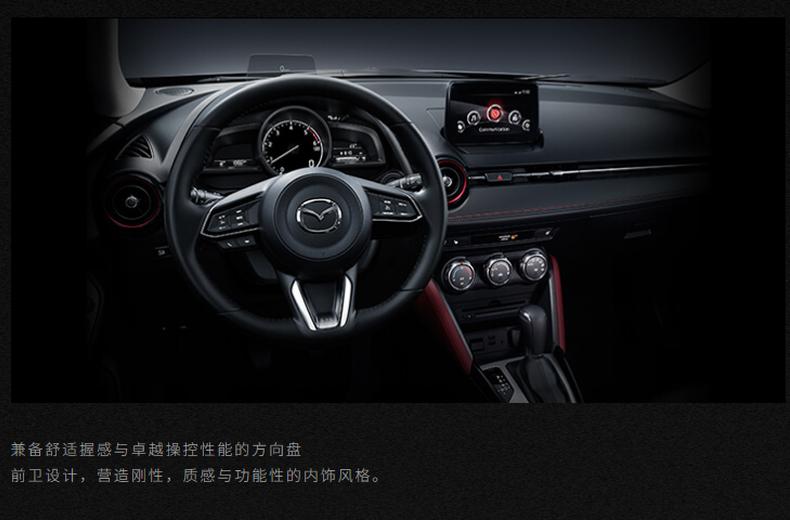 Communication
兼备舒适握感与卓越操控性能的方向盘
前卫设计，营造刚性，质感与功能性的内饰风格。